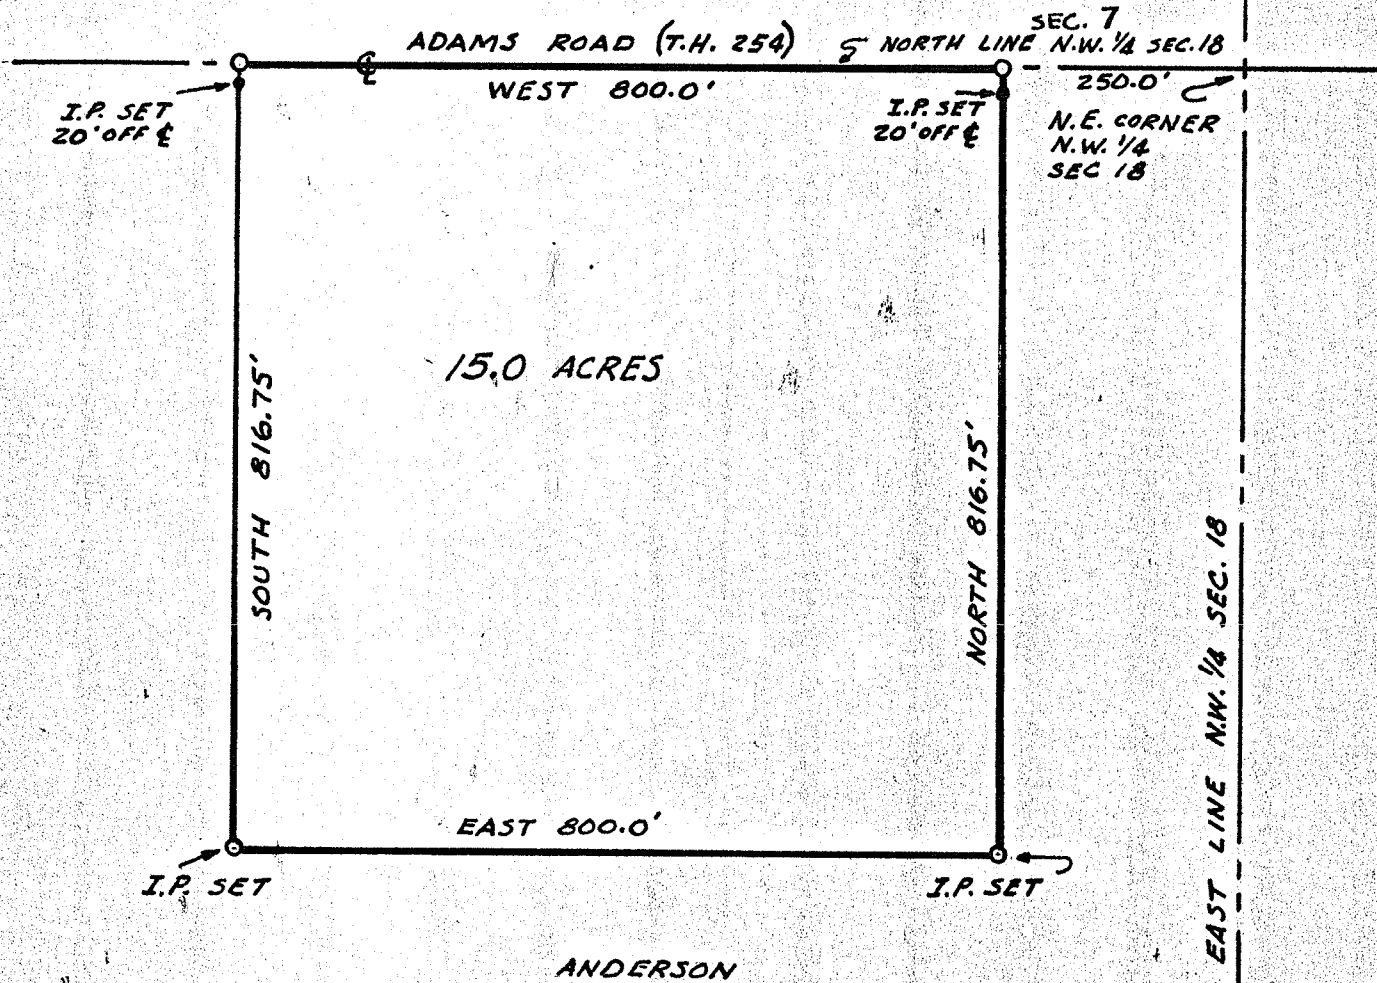 SEC. 7
ADAMS ROAD (T.H. 254)
NORTH LINE N.W. 1/4 SEC. 18
℄
WEST 800.0'
250.0'
I.P. SET
20' OFF ℄
I.P. SET
20' OFF ℄
N.E. CORNER
N.W. 1/4
SEC 18
15.0 ACRES
SOUTH 816.75'
NORTH 816.75'
EAST LINE N.W. 1/4 SEC. 18
EAST 800.0'
I.P. SET
I.P. SET
ANDERSON